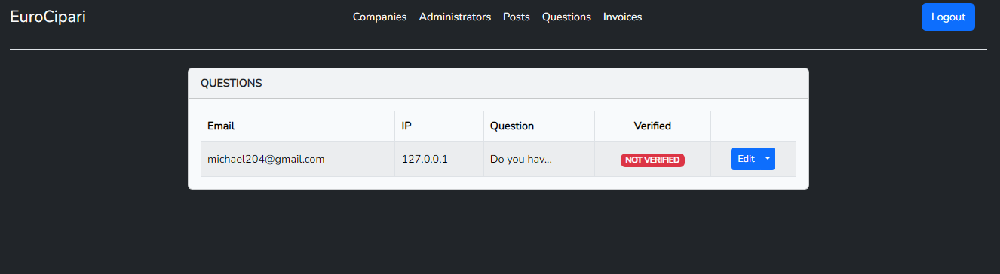 EuroCipari Companies Administrators Posts Questions Invoices Logout
QUESTIONS
Email IP Question Verified
michael204@gmail.com 127.0.0.1 Do you hav... NOT VERIFIED Edit